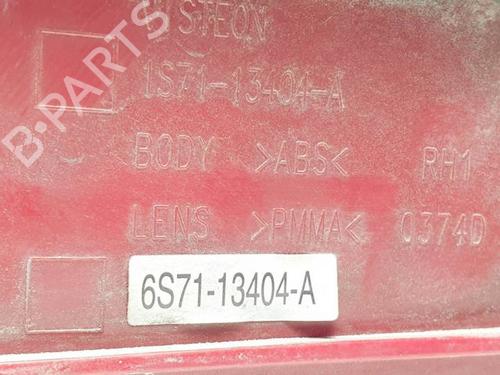 STEON
1S71-13404-A
BODY >ABS< RH1
LENS >PMMA< 0374D
6S71-13404-A
B-PARTS